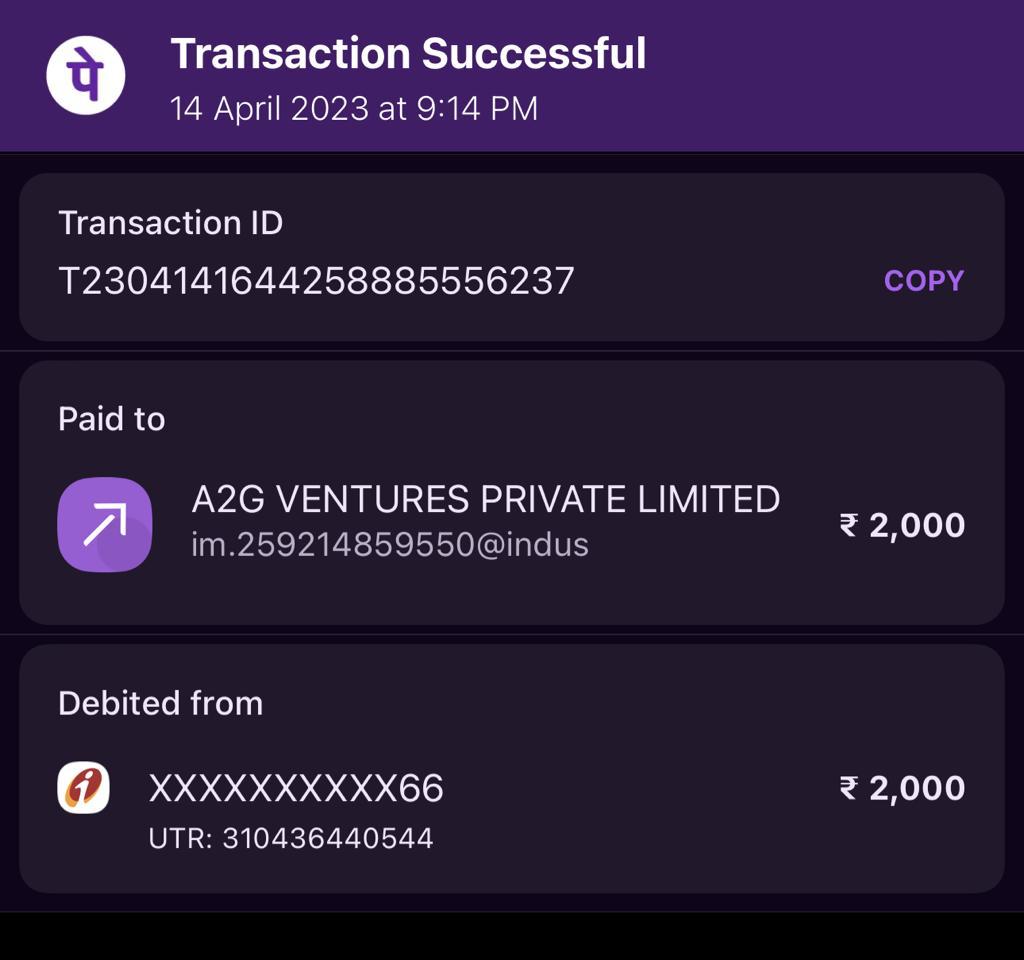 पे
Transaction Successful
14 April 2023 at 9:14 PM
Transaction ID
T2304141644258885556237
COPY
Paid to
A2G VENTURES PRIVATE LIMITED
im.259214859550@indus
₹ 2,000
Debited from
XXXXXXXXXX66
₹ 2,000
UTR: 310436440544